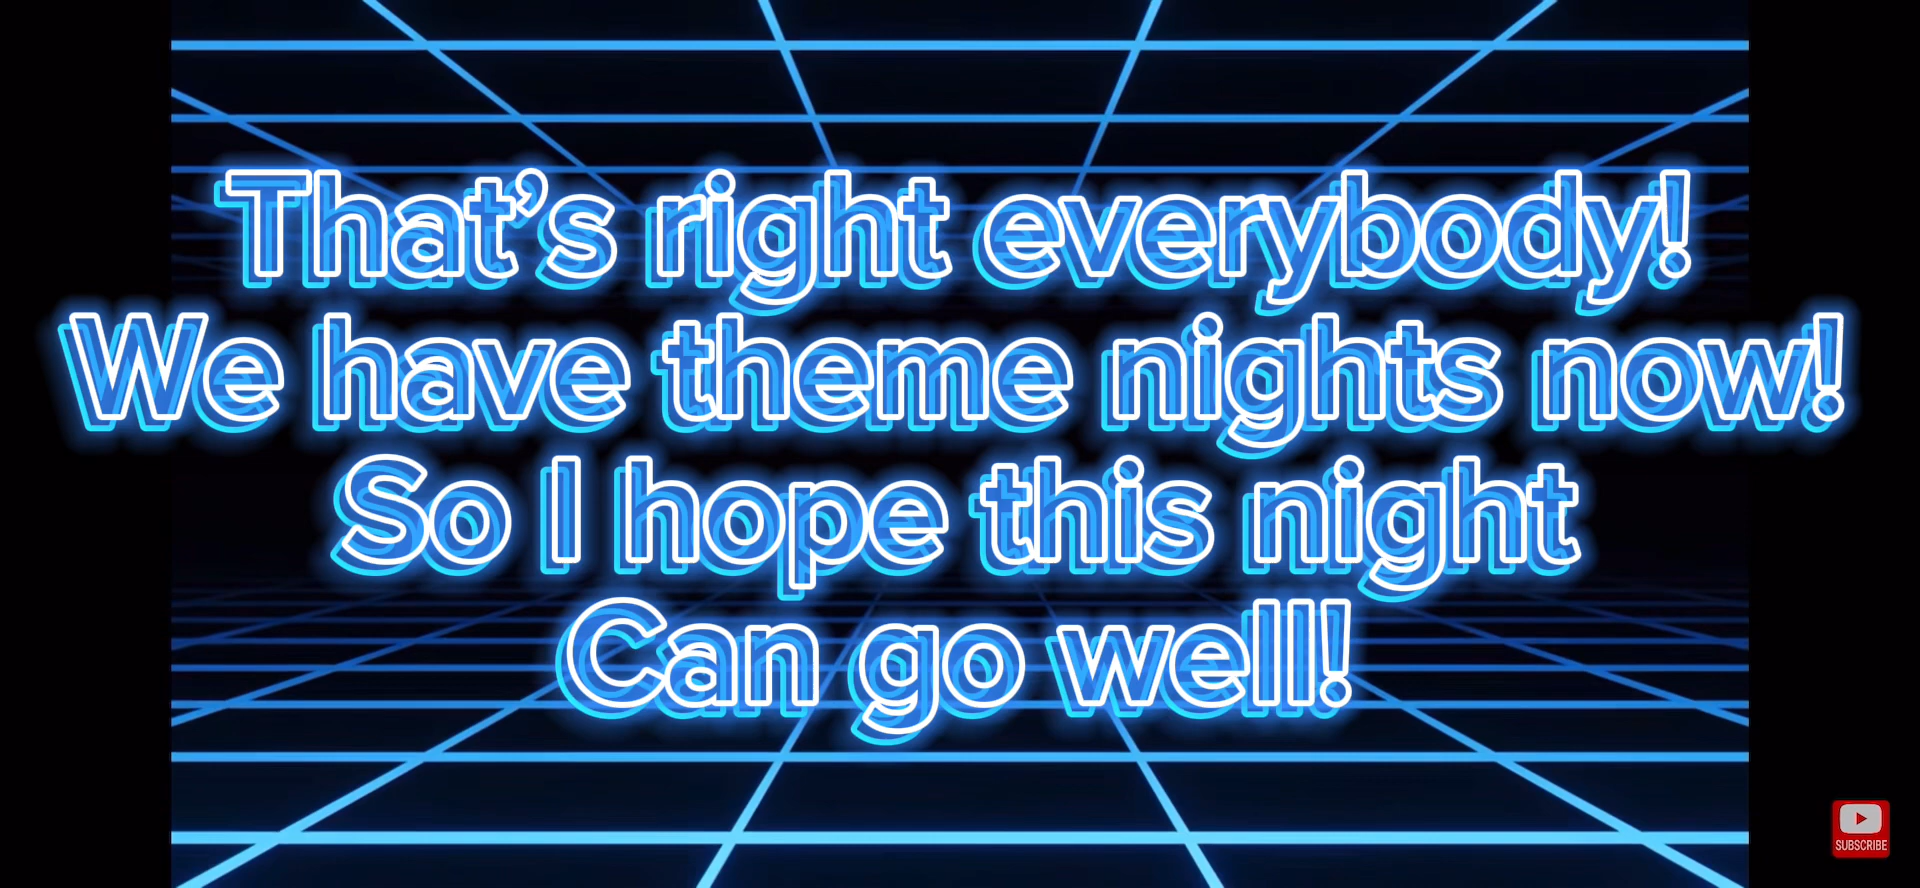 That’s right everybody!
We have theme nights now!
So I hope this night
Can go well!
SUBSCRIBE